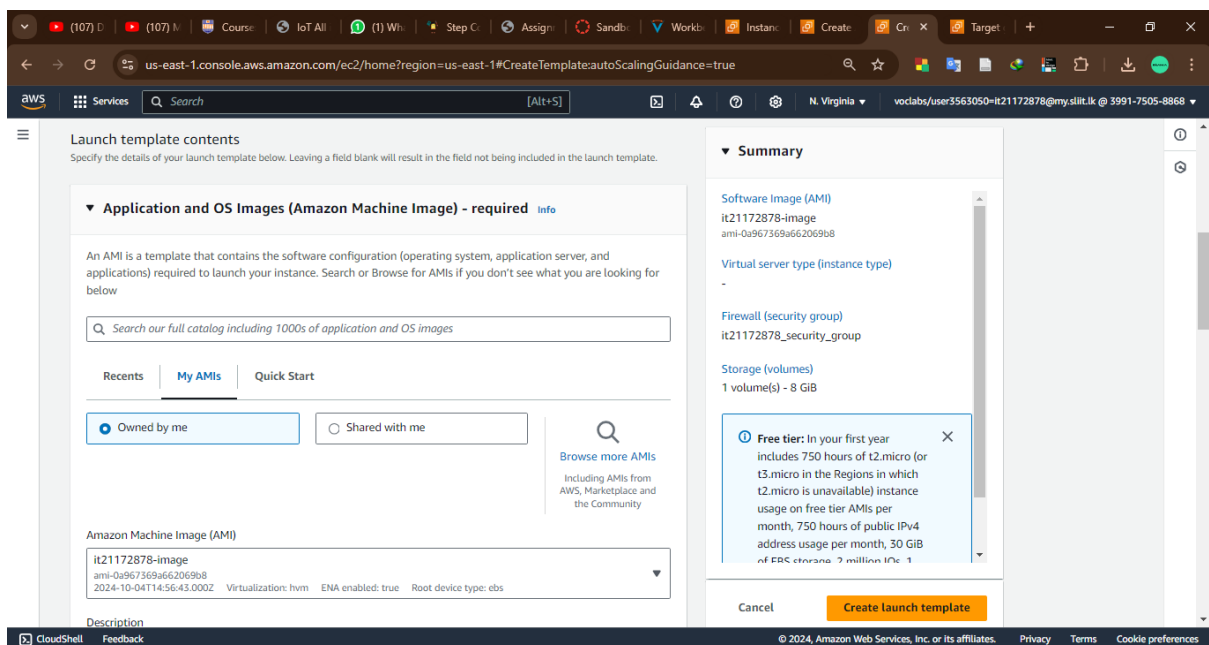 (107) D
(107) M
Course
IoT All
(1) Wha
Step Co
Assign
Sandbo
Workbe
Instanc
Create
Cre
Target
us-east-1.console.aws.amazon.com/ec2/home?region=us-east-1#CreateTemplate:autoScalingGuidance=true
aws
Services
Search
[Alt+S]
N. Virginia
voclabs/user3563050=it21172878@my.sliit.lk @ 3991-7505-8868
Launch template contents
Specify the details of your launch template below. Leaving a field blank will result in the field not being included in the launch template.
Application and OS Images (Amazon Machine Image) - required Info
An AMI is a template that contains the software configuration (operating system, application server, and
applications) required to launch your instance. Search or Browse for AMIs if you don't see what you are looking for
below
Search our full catalog including 1000s of application and OS images
Recents
My AMIs
Quick Start
Owned by me
Shared with me
Browse more AMIs
Including AMIs from
AWS, Marketplace and
the Community
Amazon Machine Image (AMI)
it21172878-image
ami-0a967369a662069b8
2024-10-04T14:56:43.000Z Virtualization: hvm ENA enabled: true Root device type: ebs
Description
Summary
Software Image (AMI)
it21172878-image
ami-0a967369a662069b8
Virtual server type (instance type)
-
Firewall (security group)
it21172878_security_group
Storage (volumes)
1 volume(s) - 8 GiB
Free tier: In your first year
includes 750 hours of t2.micro (or
t3.micro in the Regions in which
t2.micro is unavailable) instance
usage on free tier AMIs per
month, 750 hours of public IPv4
address usage per month, 30 GiB
of EBS storage, 2 million IOs, 1
Cancel
Create launch template
CloudShell
Feedback
© 2024, Amazon Web Services, Inc. or its affiliates.
Privacy
Terms
Cookie preferences